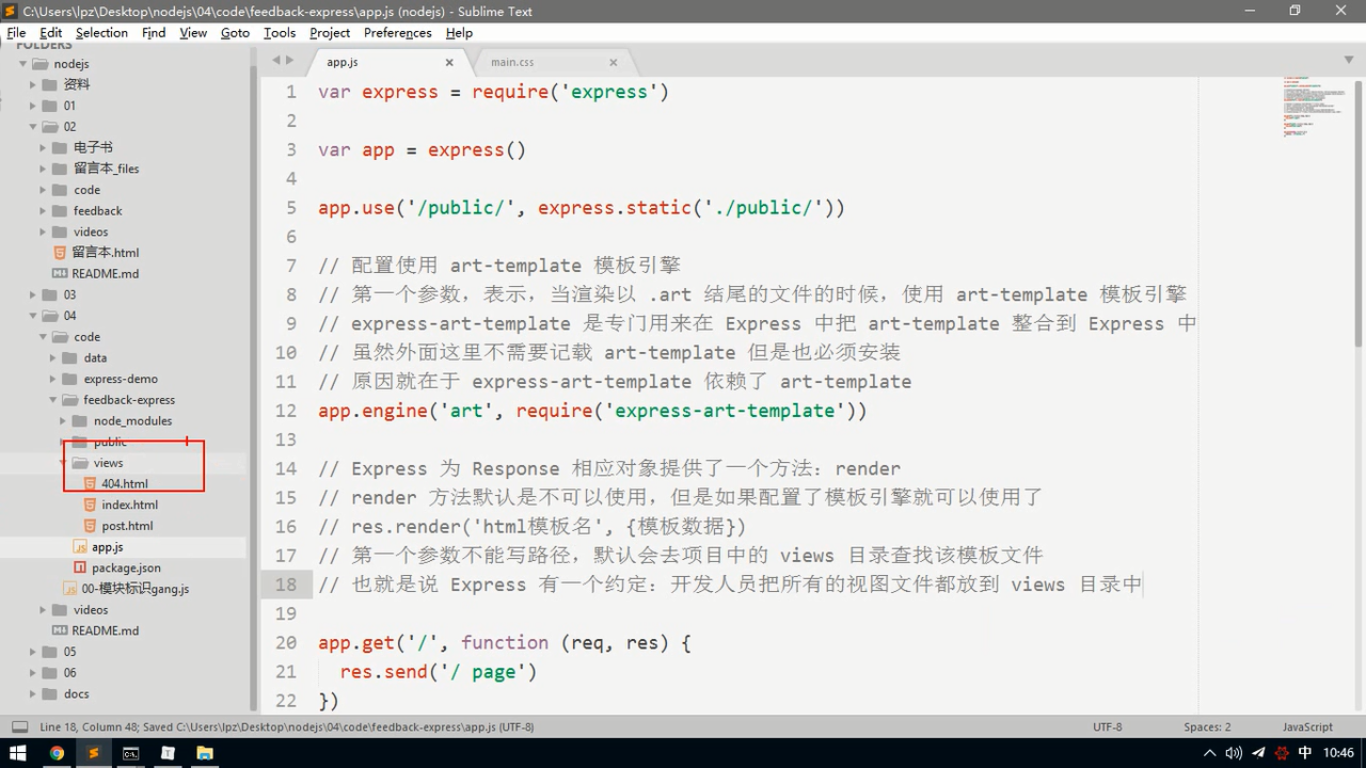 C:\Users\lpz\Desktop\nodejs\04\code\feedback-express\app.js (nodejs) - Sublime Text
File Edit Selection Find View Goto Tools Project Preferences Help
FOLDERS
nodejs
资料
01
02
电子书
留言本_files
code
feedback
videos
留言本.html
README.md
03
04
code
data
express-demo
feedback-express
node_modules
public
views
404.html
index.html
post.html
app.js
package.json
00-模块标识gang.js
videos
README.md
05
06
docs
app.js main.css
1 var express = require('express')
2
3 var app = express()
4
5 app.use('/public/', express.static('./public/'))
6
7 // 配置使用 art-template 模板引擎
8 // 第一个参数，表示，当渲染以 .art 结尾的文件的时候，使用 art-template 模板引擎
9 // express-art-template 是专门用来在 Express 中把 art-template 整合到 Express 中
10 // 虽然外面这里不需要记载 art-template 但是也必须安装
11 // 原因就在于 express-art-template 依赖了 art-template
12 app.engine('art', require('express-art-template'))
13
14 // Express 为 Response 相应对象提供了一个方法：render
15 // render 方法默认是不可以使用，但是如果配置了模板引擎就可以使用了
16 // res.render('html模板名', {模板数据})
17 // 第一个参数不能写路径，默认会去项目中的 views 目录查找该模板文件
18 // 也就是说 Express 有一个约定：开发人员把所有的视图文件都放到 views 目录中
19
20 app.get('/', function (req, res) {
21 res.send('/ page')
22 })
Line 18, Column 48; Saved C:\Users\lpz\Desktop\nodejs\04\code\feedback-express\app.js (UTF-8) UTF-8 Spaces: 2 JavaScript
中 10:46